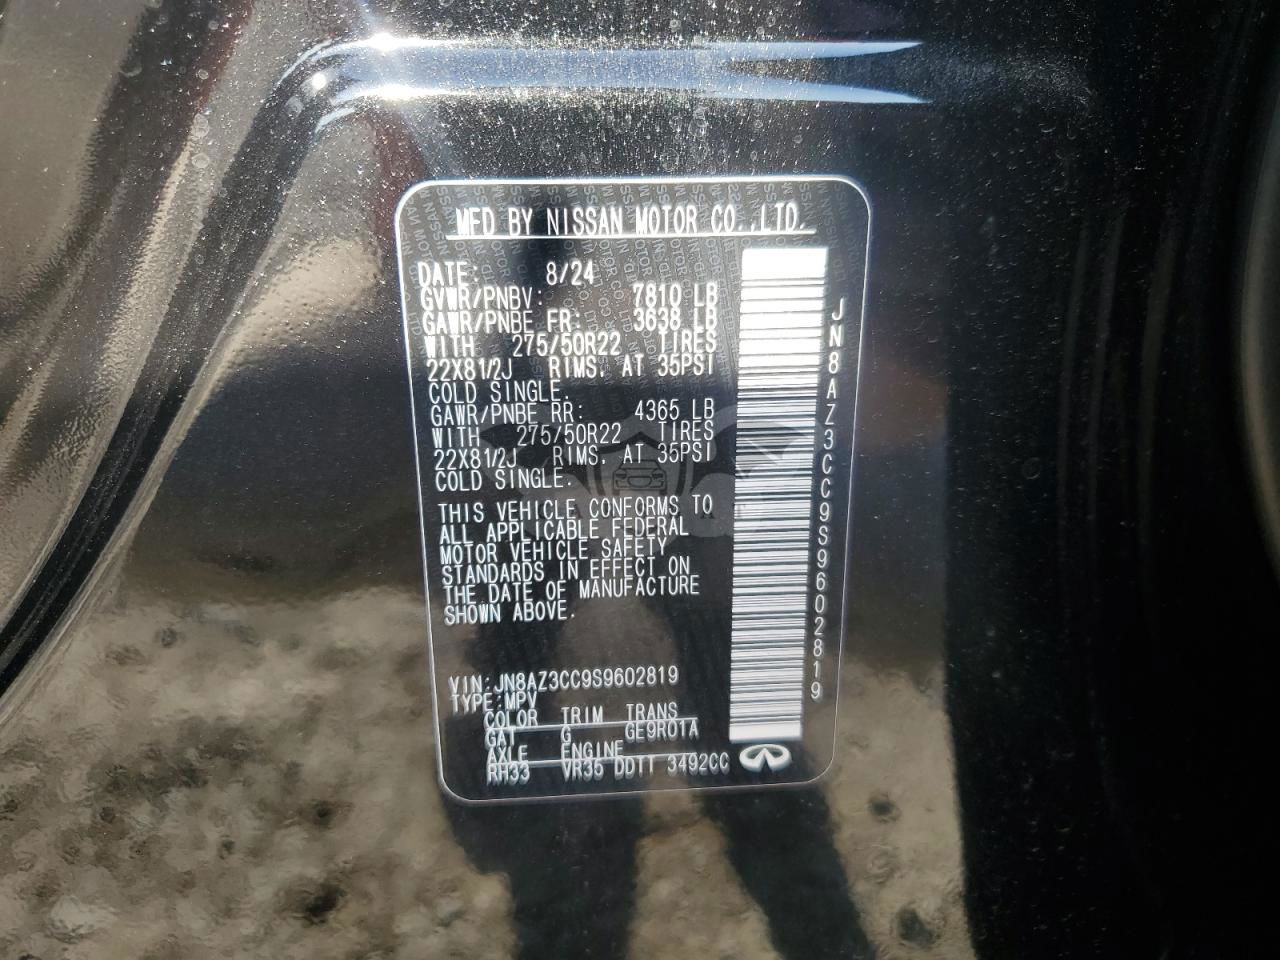 MFD BY NISSAN MOTOR CO.,LTD.
DATE: 8/24
GVWR/PNBV: 7810 LB
GAWR/PNBE FR: 3638 LB
WITH 275/50R22 TIRES
22X81/2J RIMS, AT 35PSI
COLD SINGLE.
GAWR/PNBE RR: 4365 LB
WITH 275/50R22 TIRES
22X81/2J RIMS, AT 35PSI
COLD SINGLE.
THIS VEHICLE CONFORMS TO
ALL APPLICABLE FEDERAL
MOTOR VEHICLE SAFETY
STANDARDS IN EFFECT ON
THE DATE OF MANUFACTURE
SHOWN ABOVE.
VIN:JN8AZ3CC9S9602819
TYPE:MPV
COLOR TRIM TRANS
GAT G GE9R01A
AXLE ENGINE
RH33 VR35 DDTT 3492CC
JN8AZ3CC9S9602819